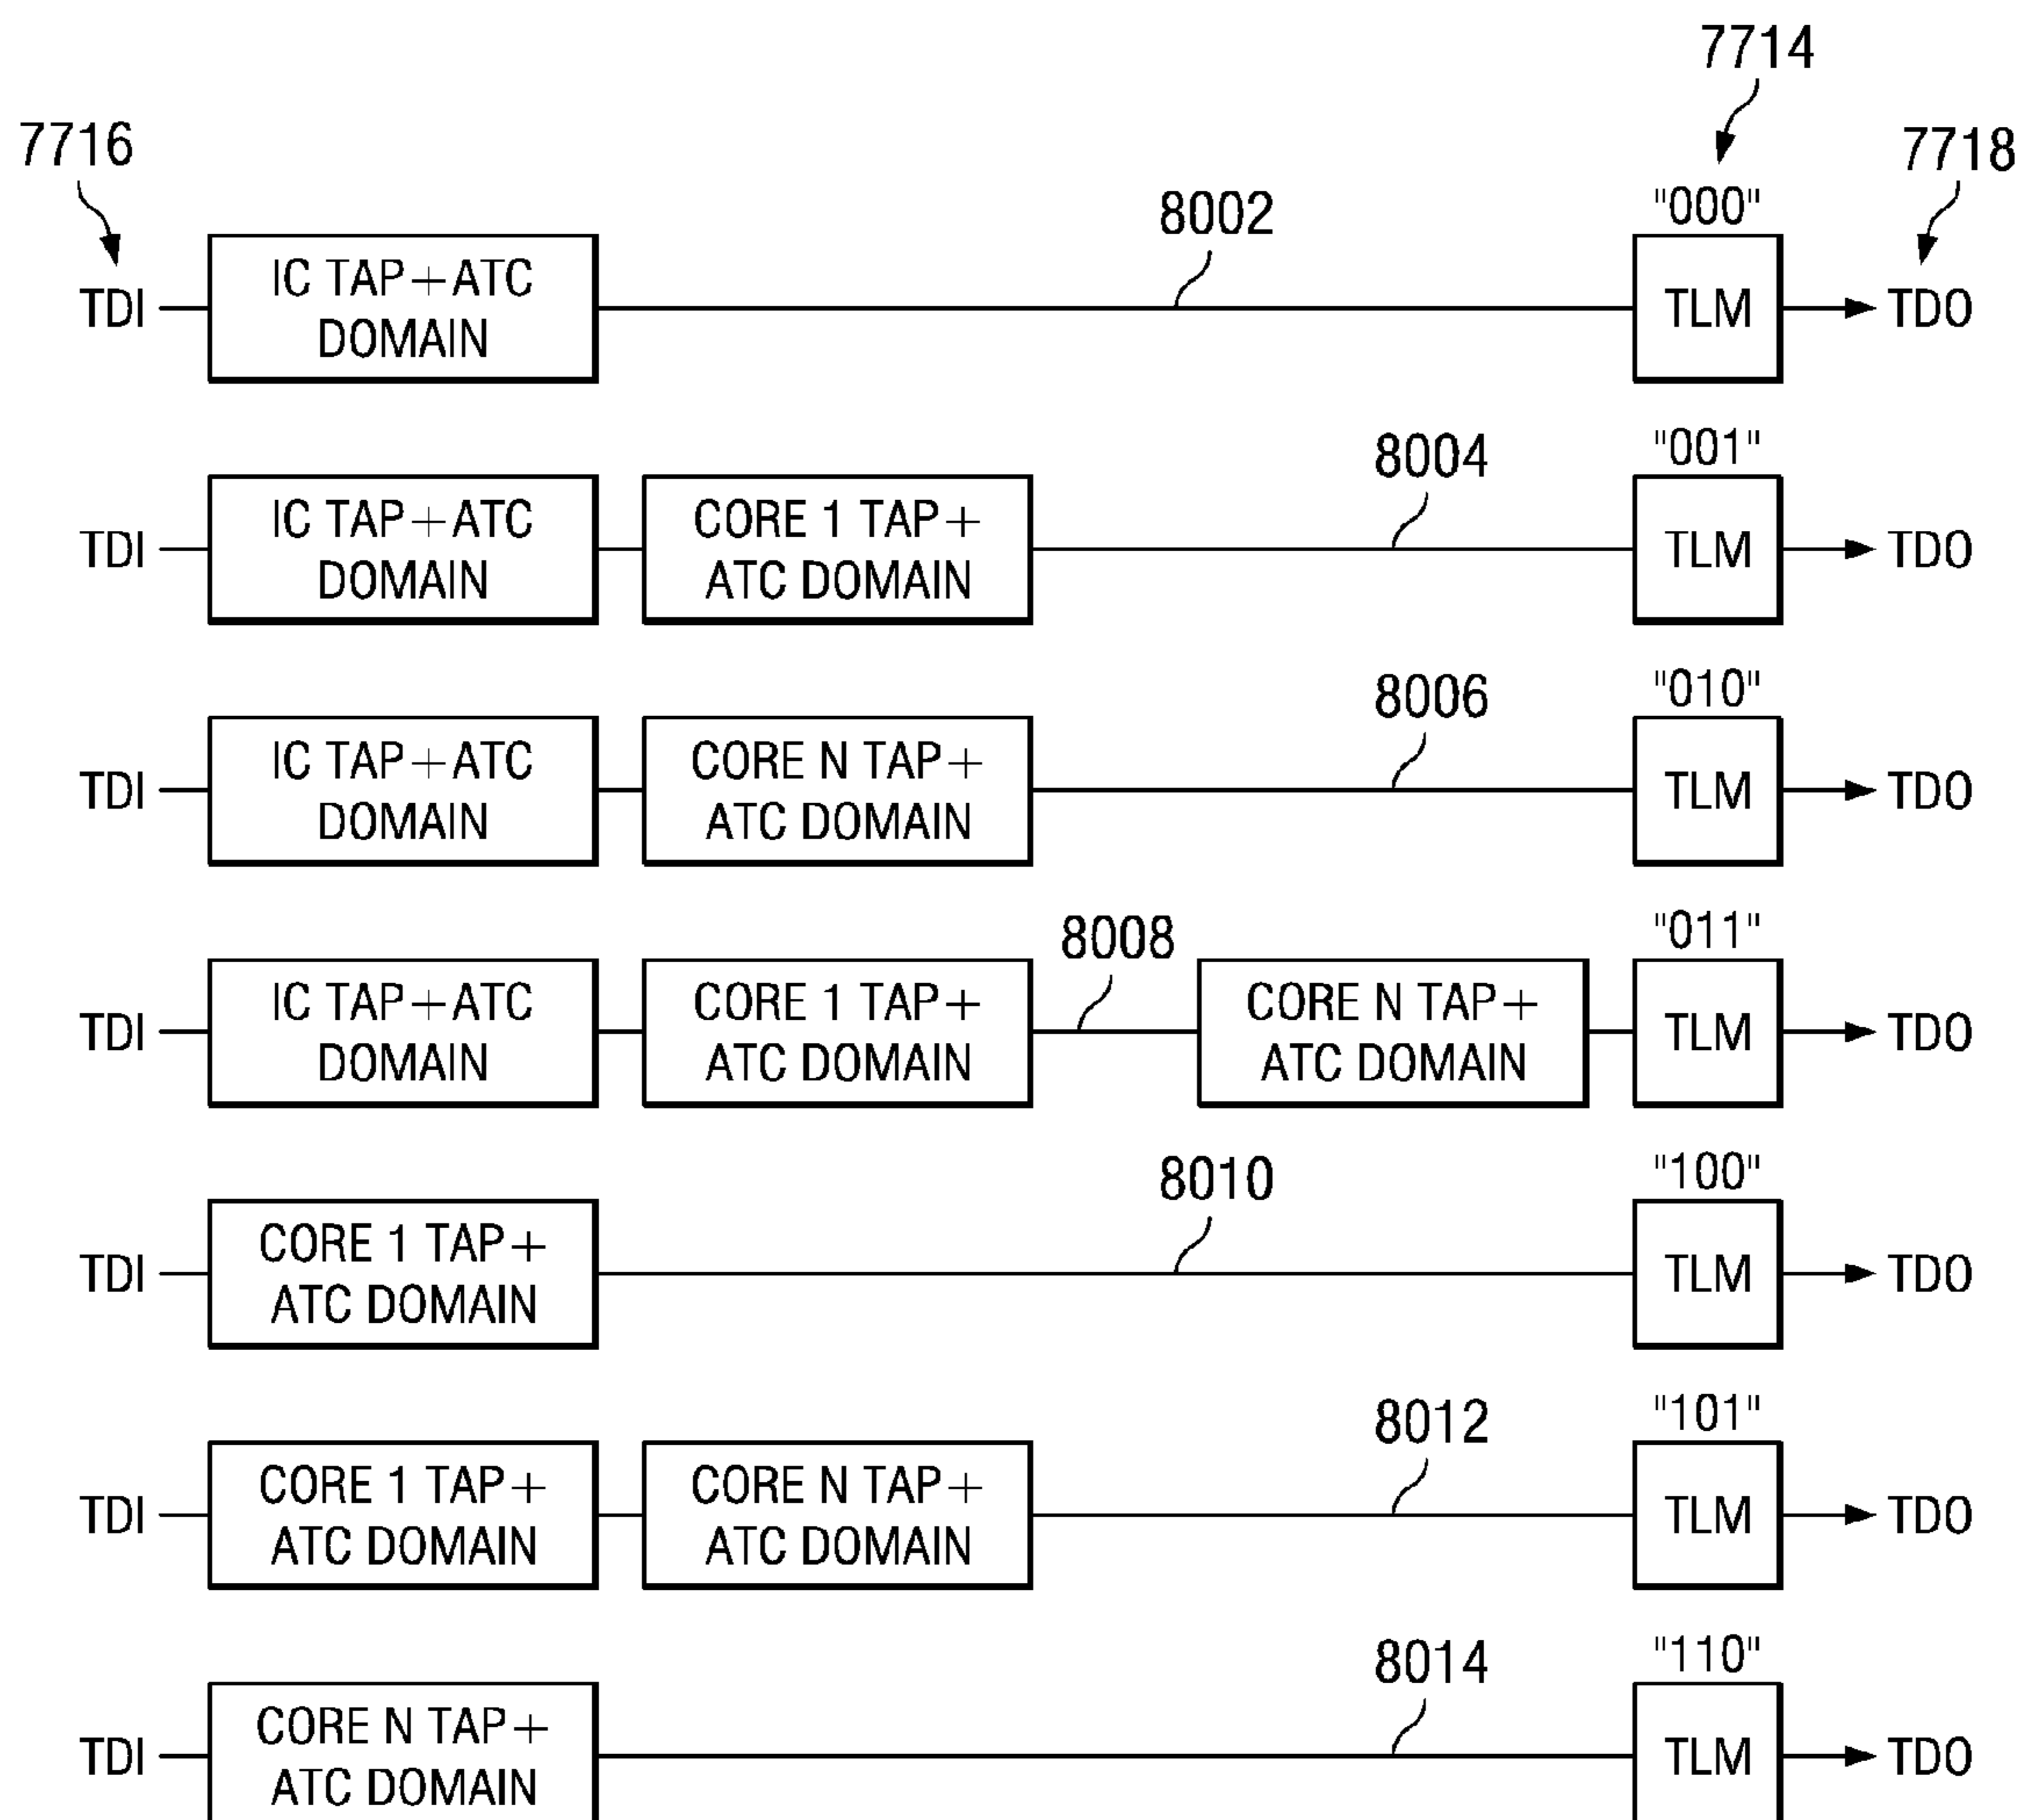 7714
7716
7718
8002
"000"
TDI
IC TAP+ATC
DOMAIN
TLM
TDO
8004
"001"
TDI
IC TAP+ATC
DOMAIN
CORE 1 TAP+
ATC DOMAIN
TLM
TDO
8006
"010"
TDI
IC TAP+ATC
DOMAIN
CORE N TAP+
ATC DOMAIN
TLM
TDO
8008
"011"
TDI
IC TAP+ATC
DOMAIN
CORE 1 TAP+
ATC DOMAIN
CORE N TAP+
ATC DOMAIN
TLM
TDO
8010
"100"
TDI
CORE 1 TAP+
ATC DOMAIN
TLM
TDO
8012
"101"
TDI
CORE 1 TAP+
ATC DOMAIN
CORE N TAP+
ATC DOMAIN
TLM
TDO
8014
"110"
TDI
CORE N TAP+
ATC DOMAIN
TLM
TDO